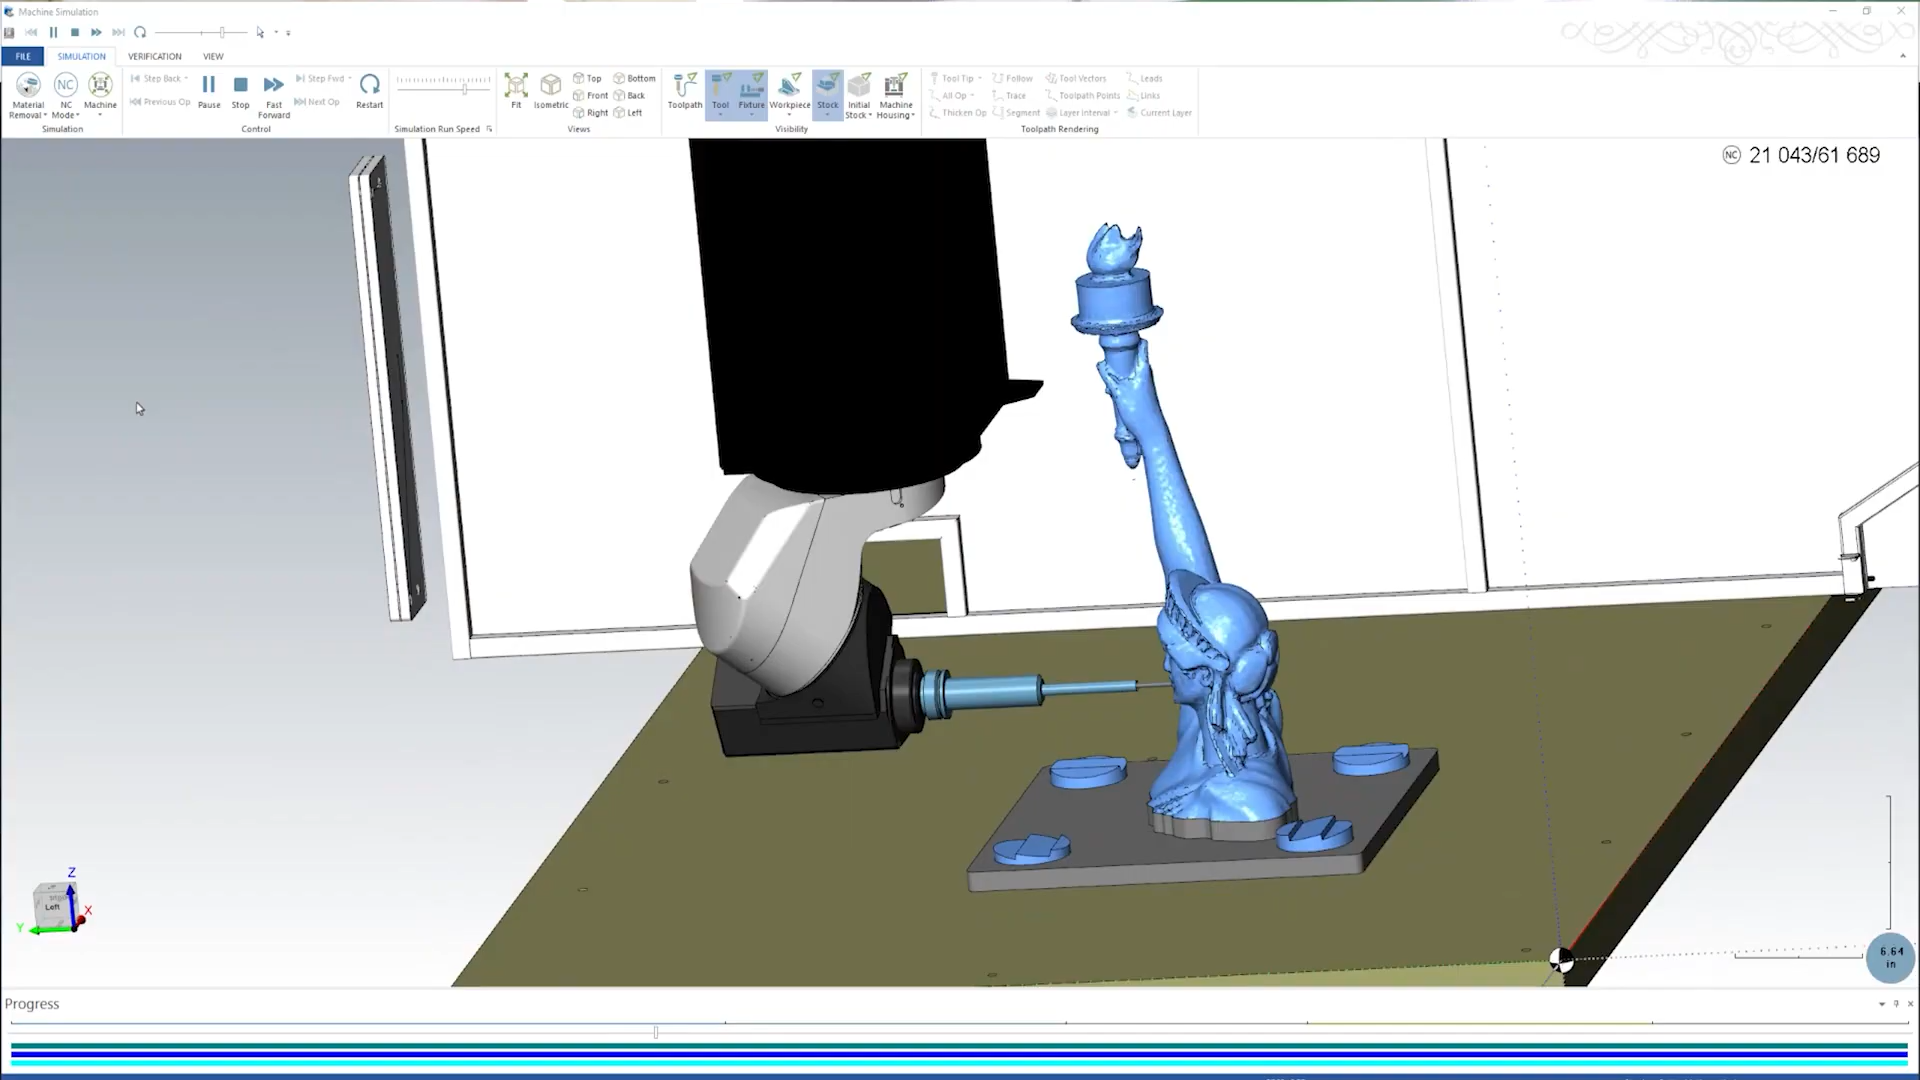 Machine Simulation
FILE SIMULATION VERIFICATION VIEW
Material Removal
NC Mode
Machine
Simulation
Step Back
Previous Op
Pause
Stop
Fast Forward
Step Fwd
Next Op
Restart
Control
Simulation Run Speed
Fit
Isometric
Top
Front
Right
Bottom
Back
Left
Views
Toolpath
Tool
Fixture
Workpiece
Stock
Initial Stock
Machine Housing
Visibility
Tool Tip
All Op
Thicken Op
Follow
Trace
Segment
Tool Vectors
Toolpath Points
Layer Interval
Leads
Links
Current Layer
Toolpath Rendering
NC 21 043/61 689
Z
Left
X
Y
6.64
in
Progress